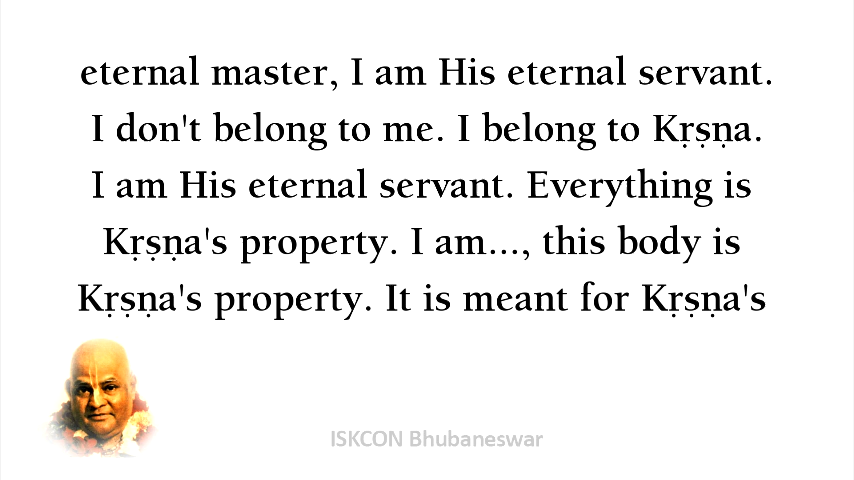 eternal master, I am His eternal servant.
I don't belong to me. I belong to Kṛṣṇa.
I am His eternal servant. Everything is
Kṛṣṇa's property. I am..., this body is
Kṛṣṇa's property. It is meant for Kṛṣṇa's
ISKCON Bhubaneswar